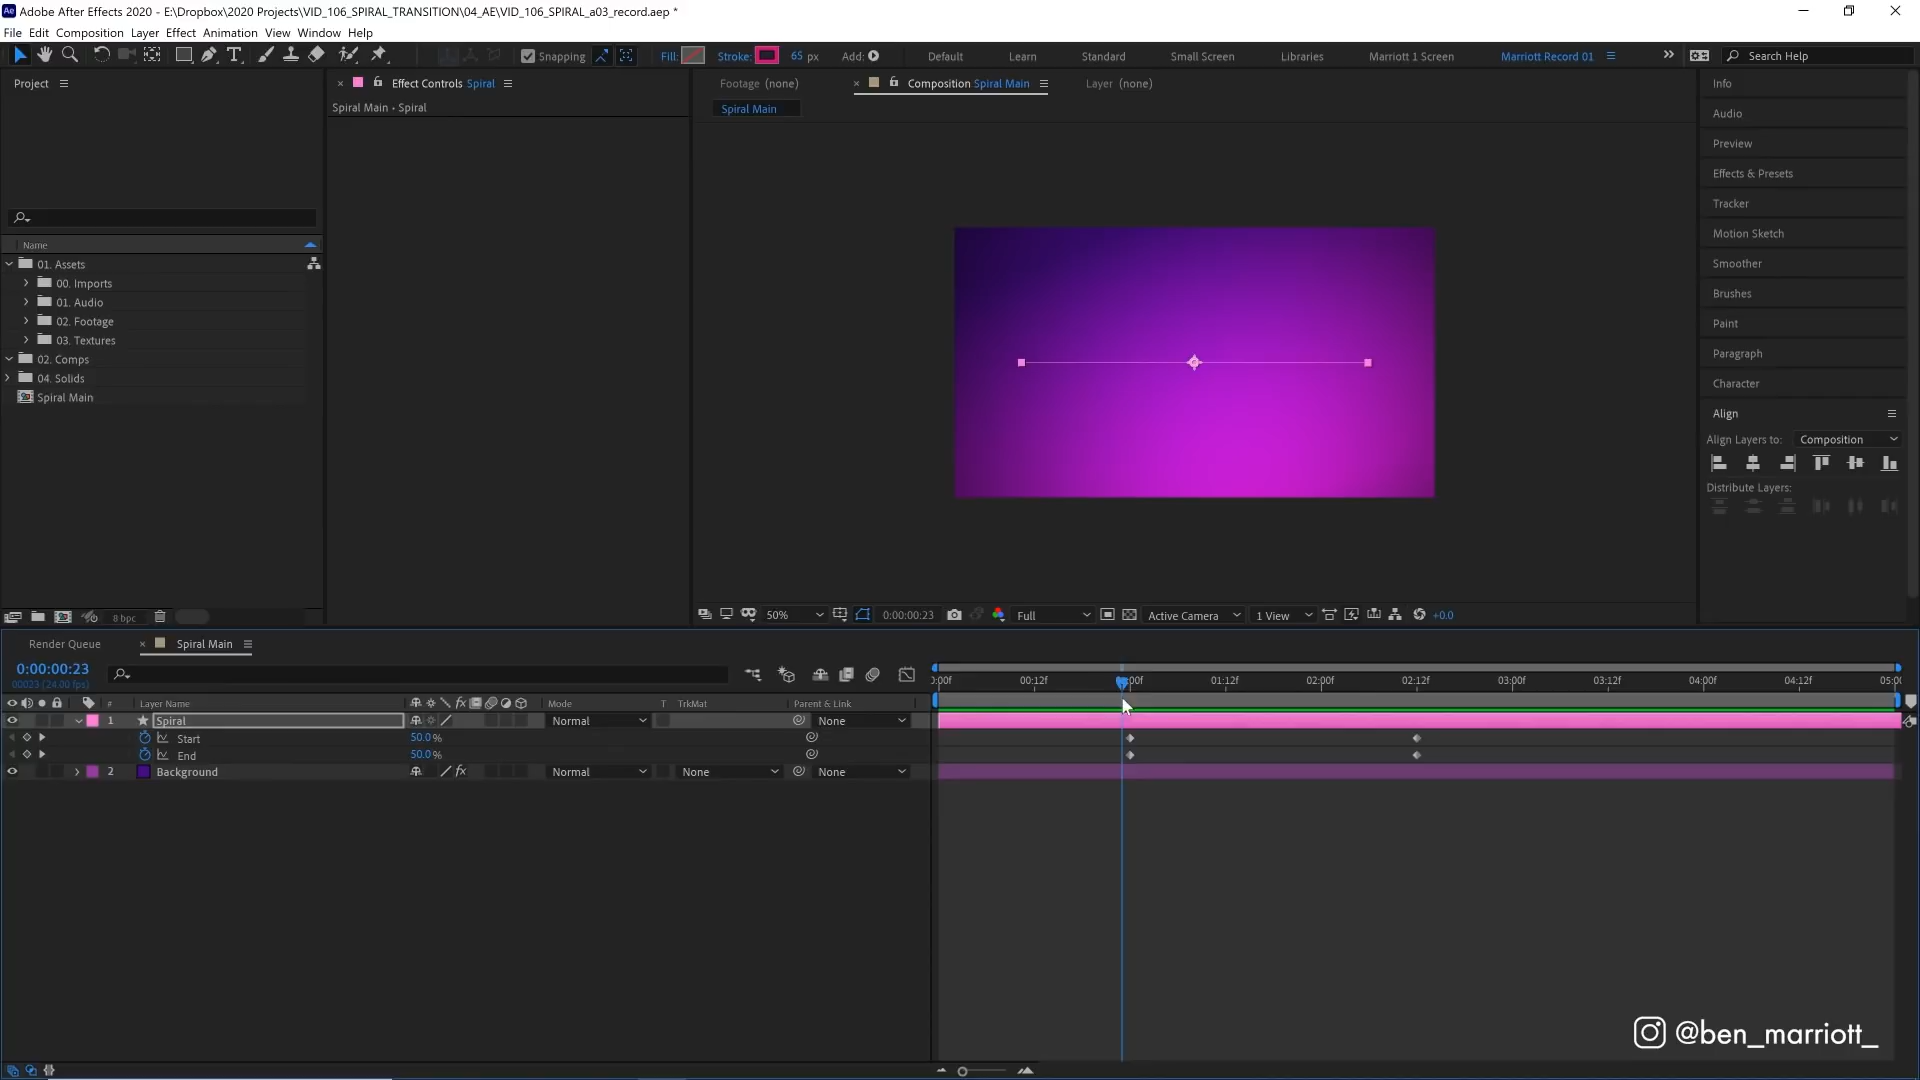 Adobe After Effects 2020 - E:\Dropbox\2020 Projects\VID_106_SPIRAL_TRANSITION\04_AE\VID_106_SPIRAL_a03_record.aep *
File Edit Composition Layer Effect Animation View Window Help
Snapping Fill: Stroke: 65 px Add: Default Learn Standard Small Screen Libraries Marriott 1 Screen Marriott Record 01 Search Help
Project
Effect Controls Spiral
Footage (none) Composition Spiral Main Layer (none)
Spiral Main • Spiral
Spiral Main
Name
01. Assets
00. Imports
01. Audio
02. Footage
03. Textures
02. Comps
04. Solids
Spiral Main
8 bpc
Info
Audio
Preview
Effects & Presets
Tracker
Motion Sketch
Smoother
Brushes
Paint
Paragraph
Character
Align
Align Layers to: Composition
Distribute Layers:
50% 0:00:00:23 Full Active Camera 1 View +0.0
Render Queue Spiral Main
0:00:00:23
00023 (24.00 fps)
00:12f 01:12f 02:00f 02:12f 03:00f 03:12f 04:00f 04:12f
# Layer Name Mode T TrkMat Parent & Link
1 Spiral Normal None
Start 50.0%
End 50.0%
2 Background Normal None None
@ben_marriott_